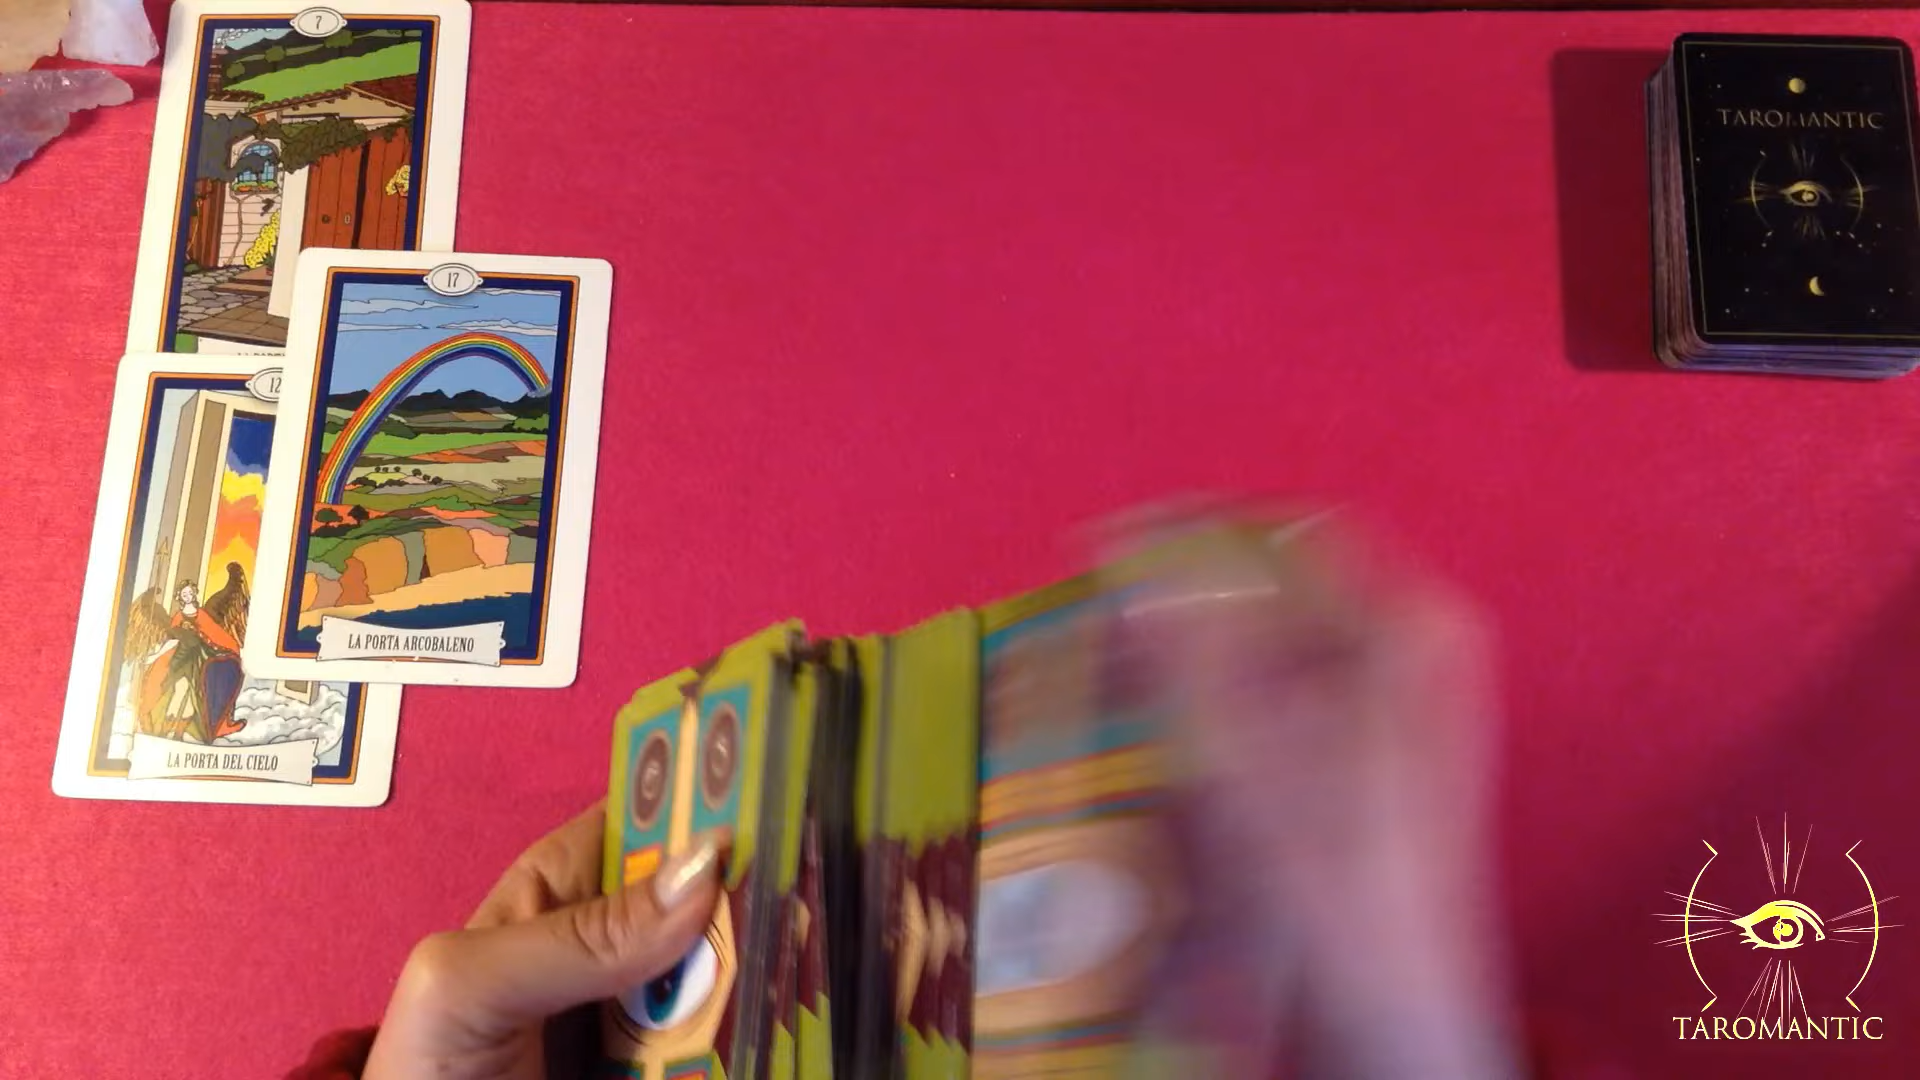 7
17
LA PORTA ARCOBALENO
12
LA PORTA DEL CIELO
TAROMANTIC
TAROMANTIC